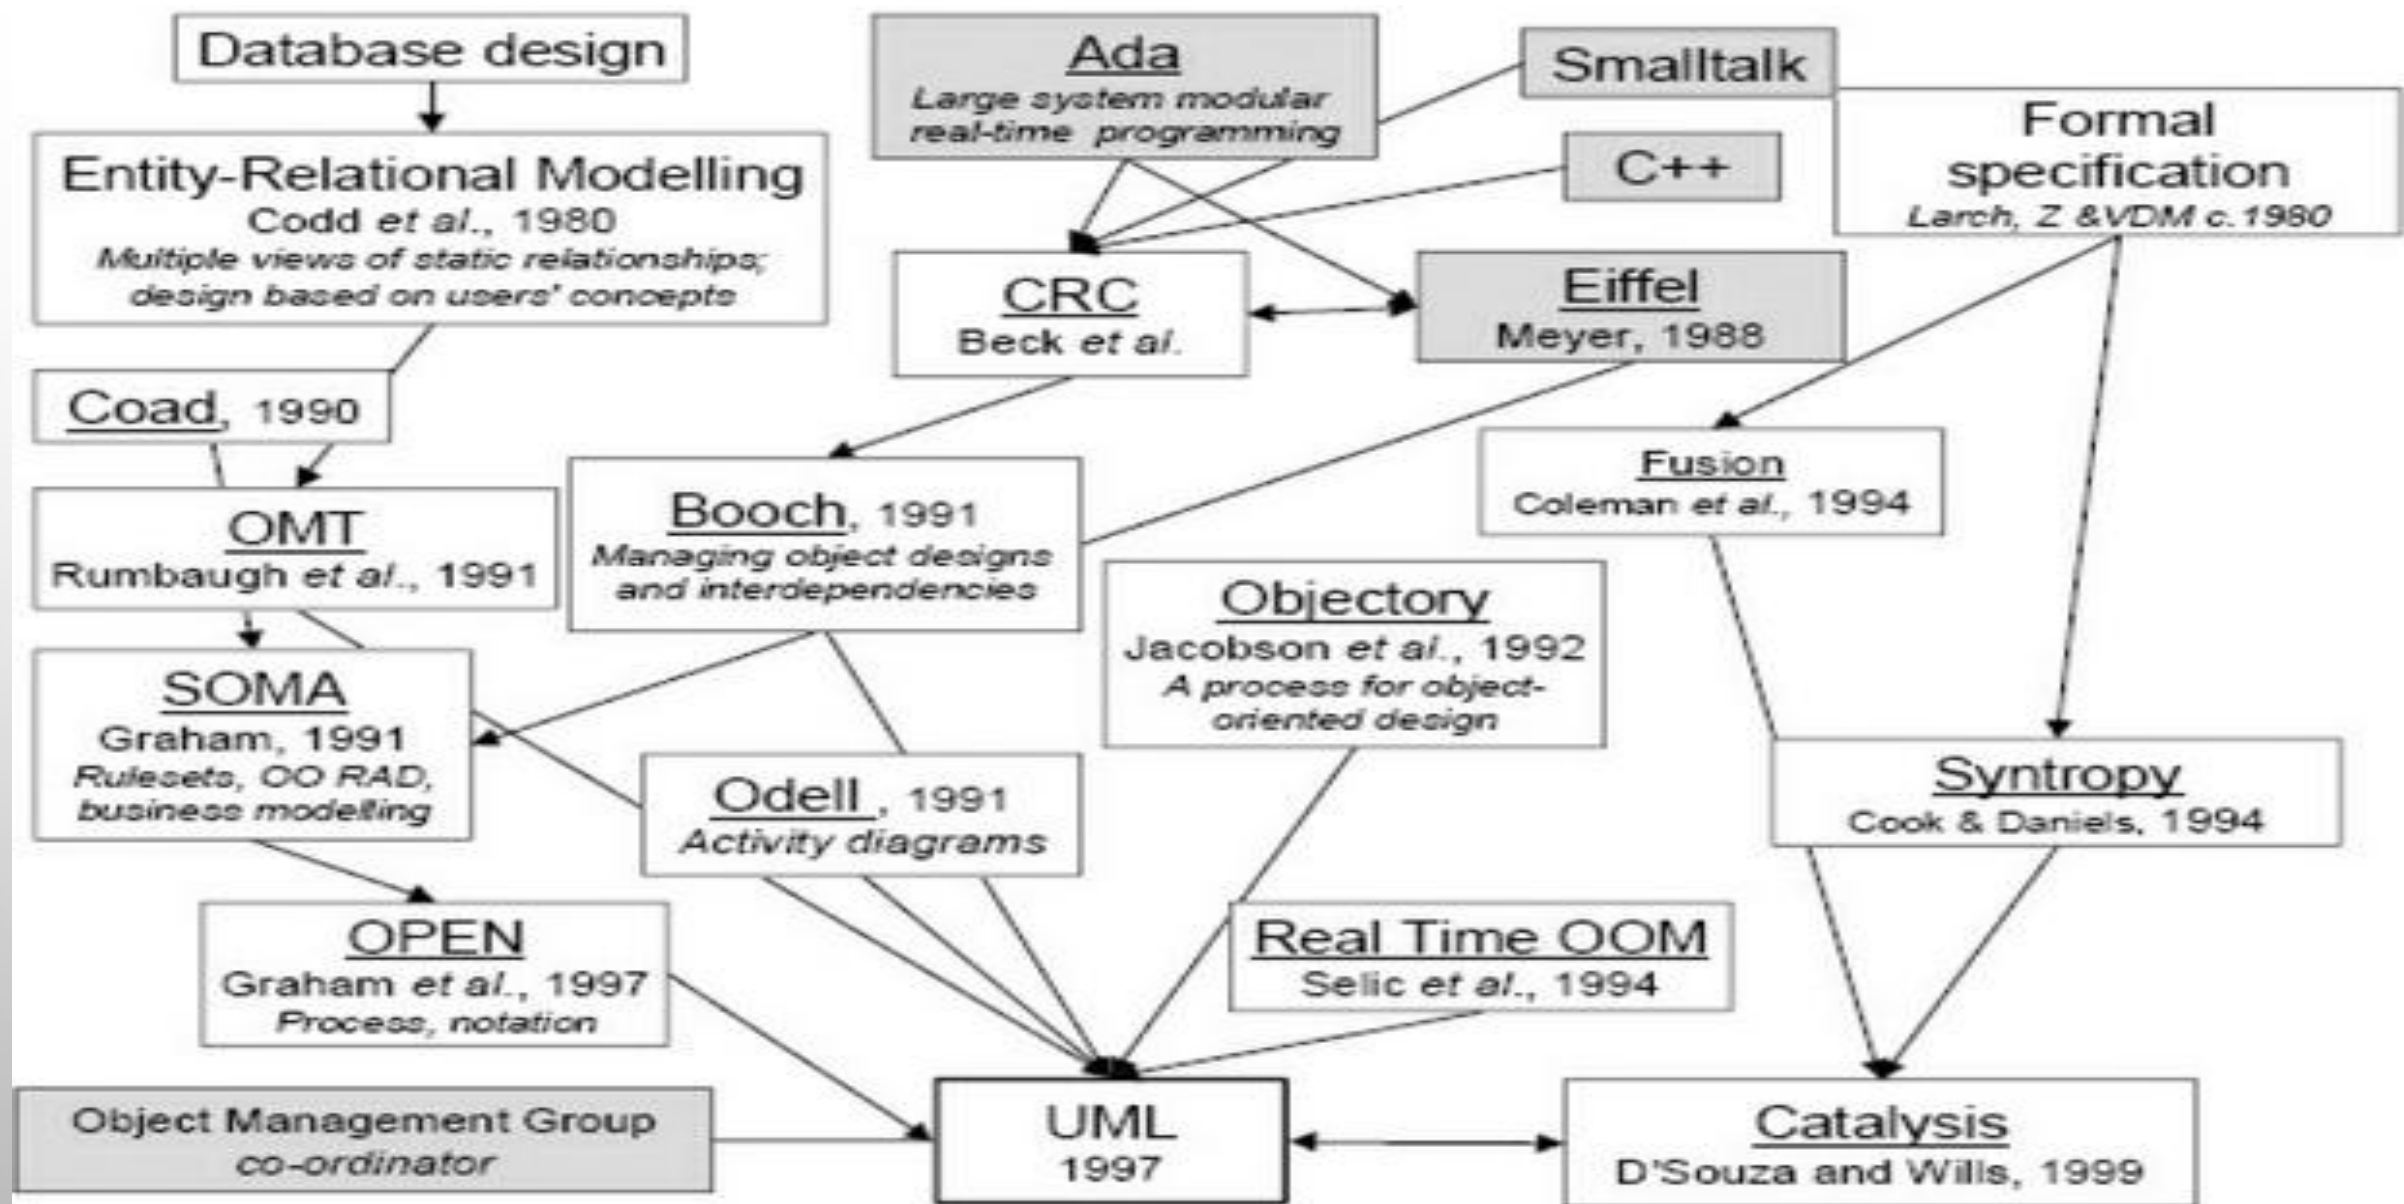 Database design
Ada
Large system modular
real-time programming
Smalltalk
C++
Formal
specification
Larch, Z &VDM c.1980
Entity-Relational Modelling
Codd et al., 1980
Multiple views of static relationships;
design based on users' concepts
CRC
Beck et al.
Eiffel
Meyer, 1988
Coad, 1990
OMT
Rumbaugh et al., 1991
Booch, 1991
Managing object designs
and interdependencies
Fusion
Coleman et al., 1994
Objectory
Jacobson et al., 1992
A process for object-
oriented design
SOMA
Graham, 1991
Rulesets, OO RAD,
business modelling
Odell , 1991
Activity diagrams
Syntropy
Cook & Daniels, 1994
OPEN
Graham et al., 1997
Process, notation
Real Time OOM
Selic et al., 1994
Object Management Group
co-ordinator
UML
1997
Catalysis
D'Souza and Wills, 1999